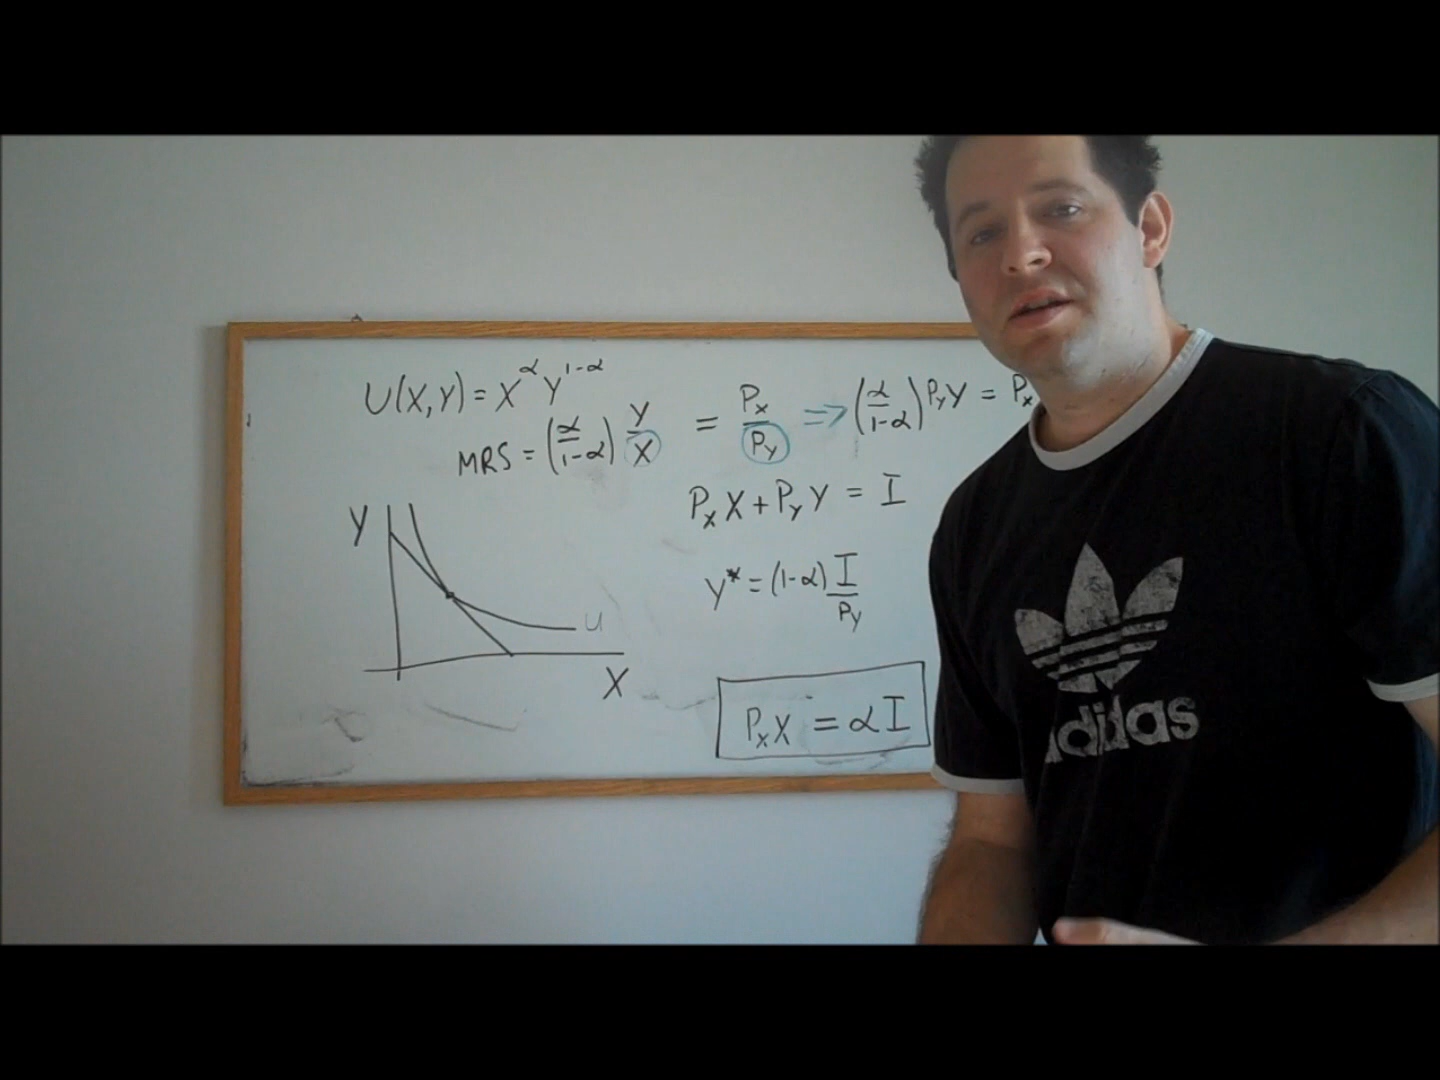 U(X,Y) = X^α Y^(1-α)
MRS = (α/1-α) Y/X = Px/Py ⇒ (α/1-α) PyY = Px
PxX + PyY = I
Y
Y* = (1-α) I/Py
U
X
PxX = αI
adidas